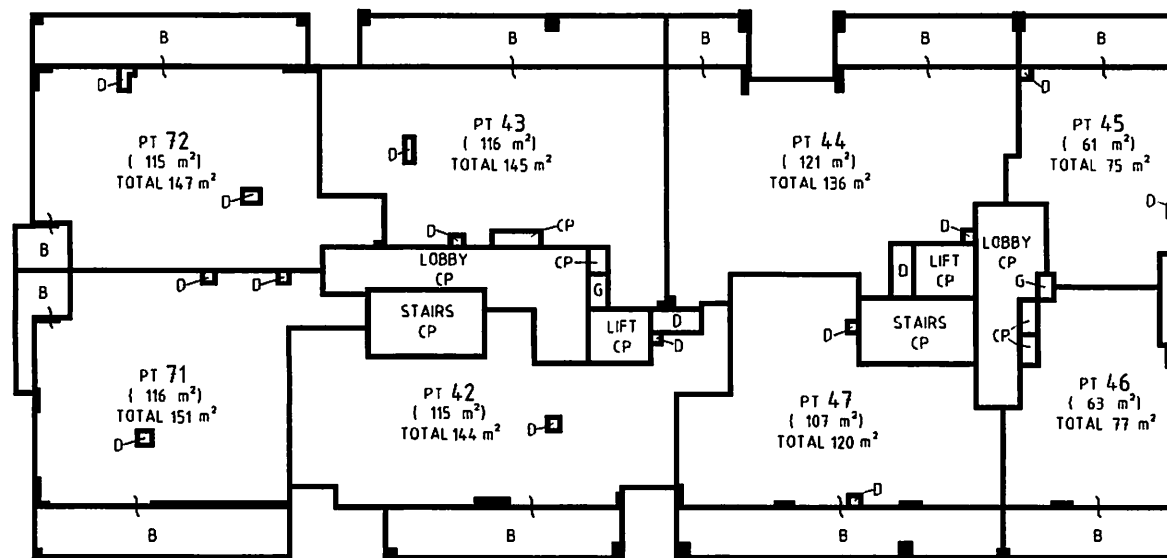 B
B
B
B
B
D
D
PT 72
( 115 m²)
TOTAL 147 m²
D
PT 43
( 116 m²)
TOTAL 145 m²
D
PT 44
( 121 m²)
TOTAL 136 m²
PT 45
( 61 m²)
TOTAL 75 m²
D
B
D
CP
D
LOBBY
CP
CP
G
D
LIFT
CP
LOBBY
CP
G
B
D
D
STAIRS
CP
LIFT
CP
D
D
D
STAIRS
CP
CP
PT 71
( 116 m²)
TOTAL 151 m²
D
PT 42
( 115 m²)
TOTAL 144 m²
D
PT 47
( 107 m²)
TOTAL 120 m²
D
PT 46
( 63 m²)
TOTAL 77 m²
B
B
B
B